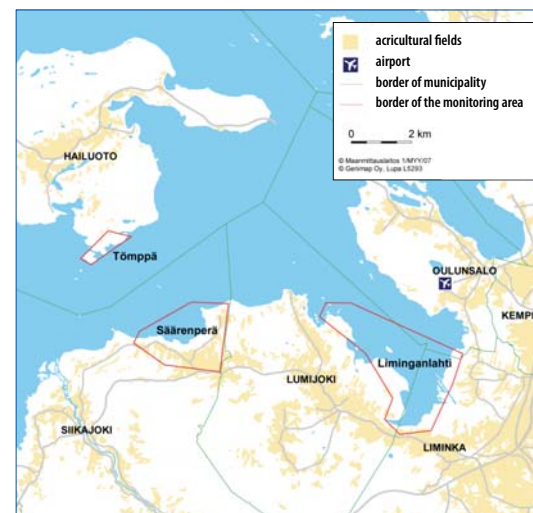 acricultural fields
airport
border of municipality
border of the monitoring area
0 2 km
© Maanmittauslaitos 1/MYY/07
© Genimap Oy, Lupa L5293
HAILUOTO
Tömppä
OULUNSALO
KEMPI
Säärenperä
Liminganlahti
LUMIJOKI
SIIKAJOKI
LIMINKA